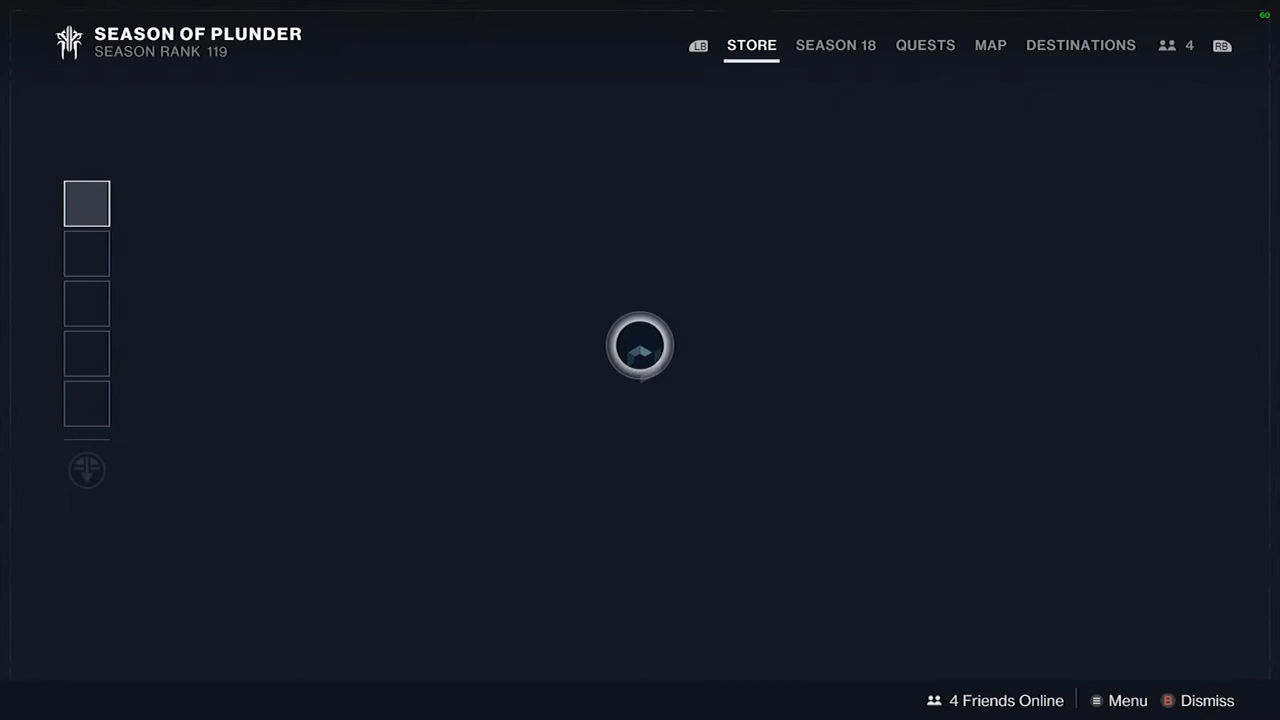 60
SEASON OF PLUNDER
SEASON RANK 119
LB STORE SEASON 18 QUESTS MAP DESTINATIONS 4 RB
4 Friends Online Menu B Dismiss